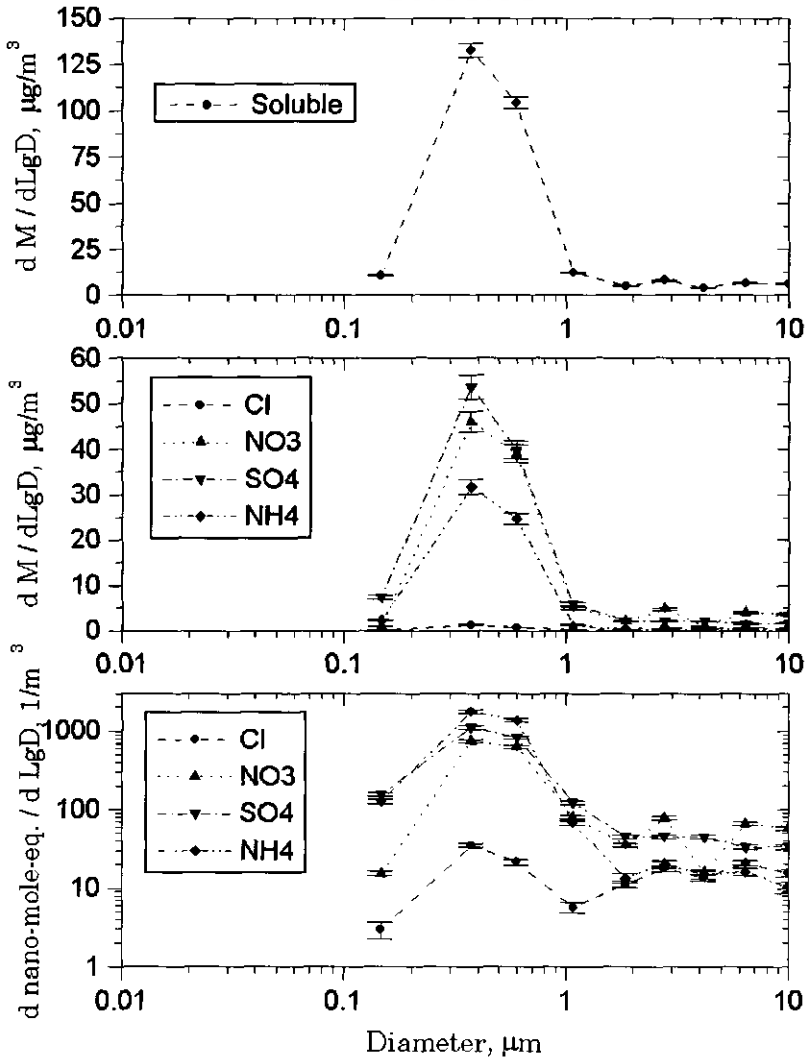 150
125
100
75
50
25
0
d M / dLgD, µg/m³
Soluble
0.01 0.1 1 10
60
50
40
30
20
10
0
d M / dLgD, µg/m³
Cl
NO3
SO4
NH4
0.01 0.1 1 10
1000
100
10
1
d nano-mole-eq. / d LgD, 1/m³
Cl
NO3
SO4
NH4
0.01 0.1 1 10
Diameter, µm